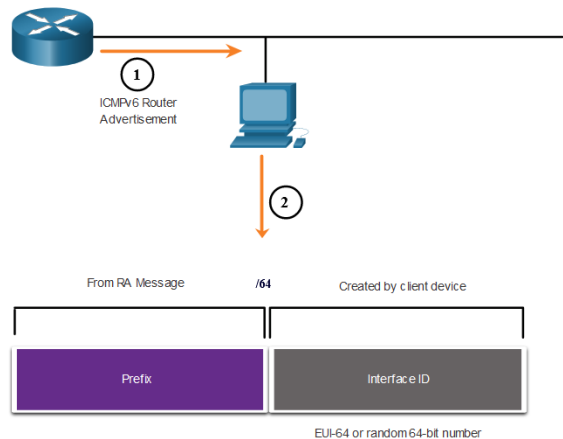 1
ICMPv6 Router
Advertisement
2
From RA Message
/64
Created by client device
Prefix
Interface ID
EUI-64 or random 64-bit number